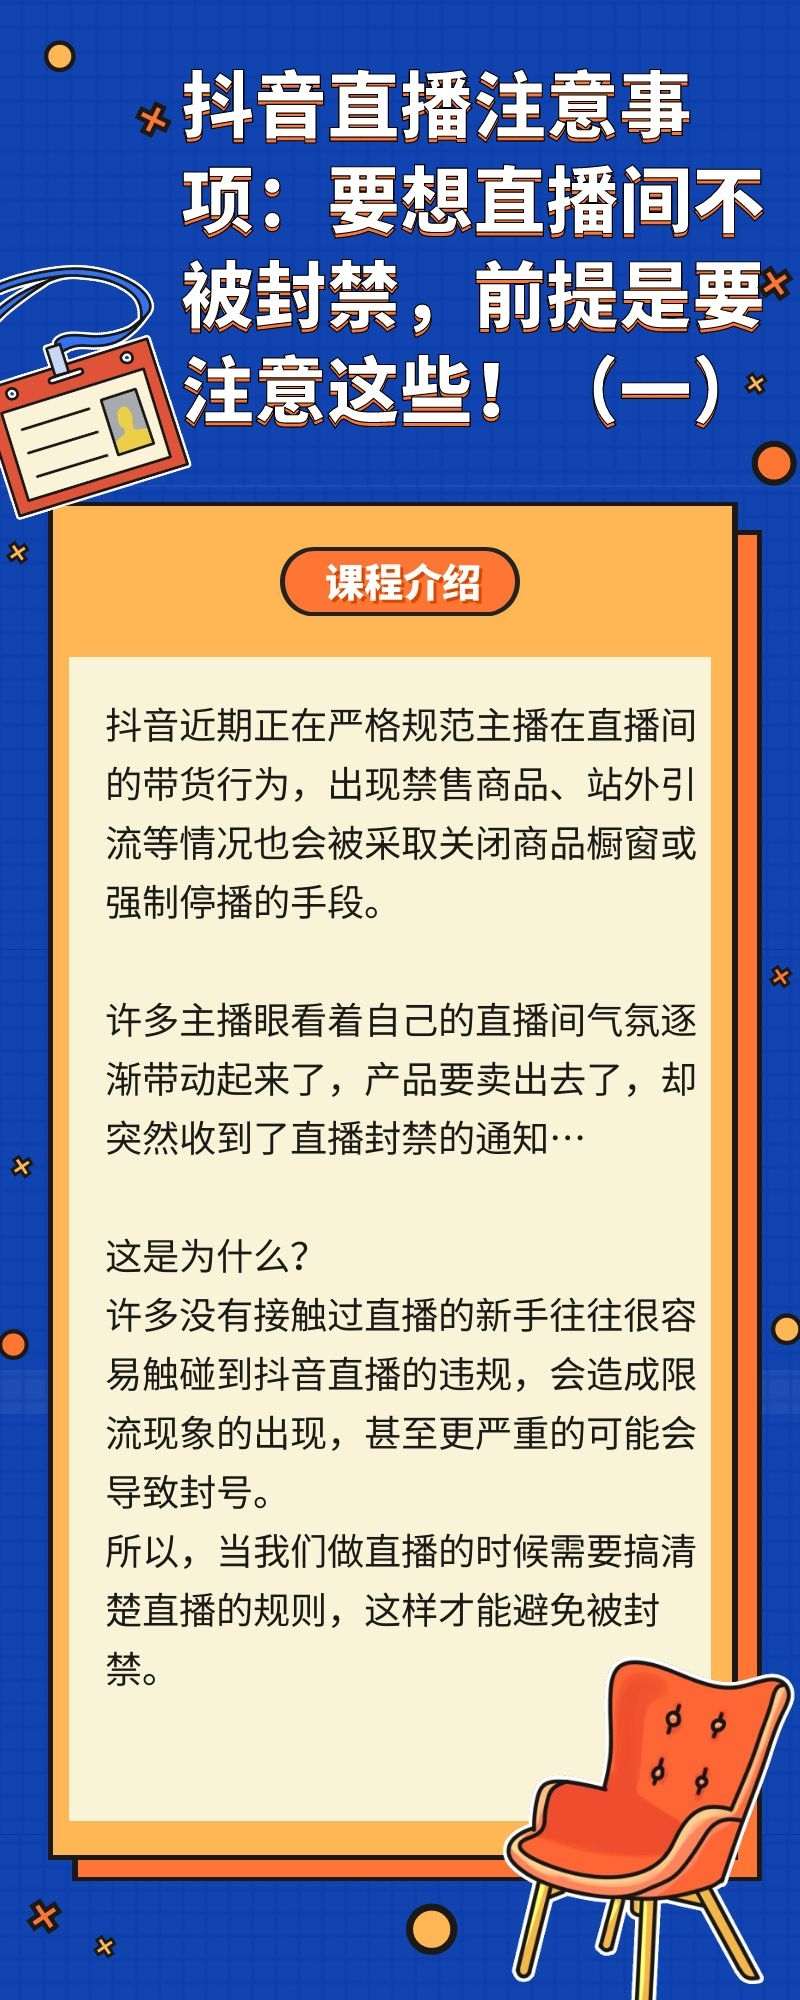 抖音直播注意事
项：要想直播间不
被封禁，前提是要
注意这些！（一）
课程介绍
抖音近期正在严格规范主播在直播间
的带货行为，出现禁售商品、站外引
流等情况也会被采取关闭商品橱窗或
强制停播的手段。
许多主播眼看着自己的直播间气氛逐
渐带动起来了，产品要卖出去了，却
突然收到了直播封禁的通知…
这是为什么？
许多没有接触过直播的新手往往很容
易触碰到抖音直播的违规，会造成限
流现象的出现，甚至更严重的可能会
导致封号。
所以，当我们做直播的时候需要搞清
楚直播的规则，这样才能避免被封
禁。